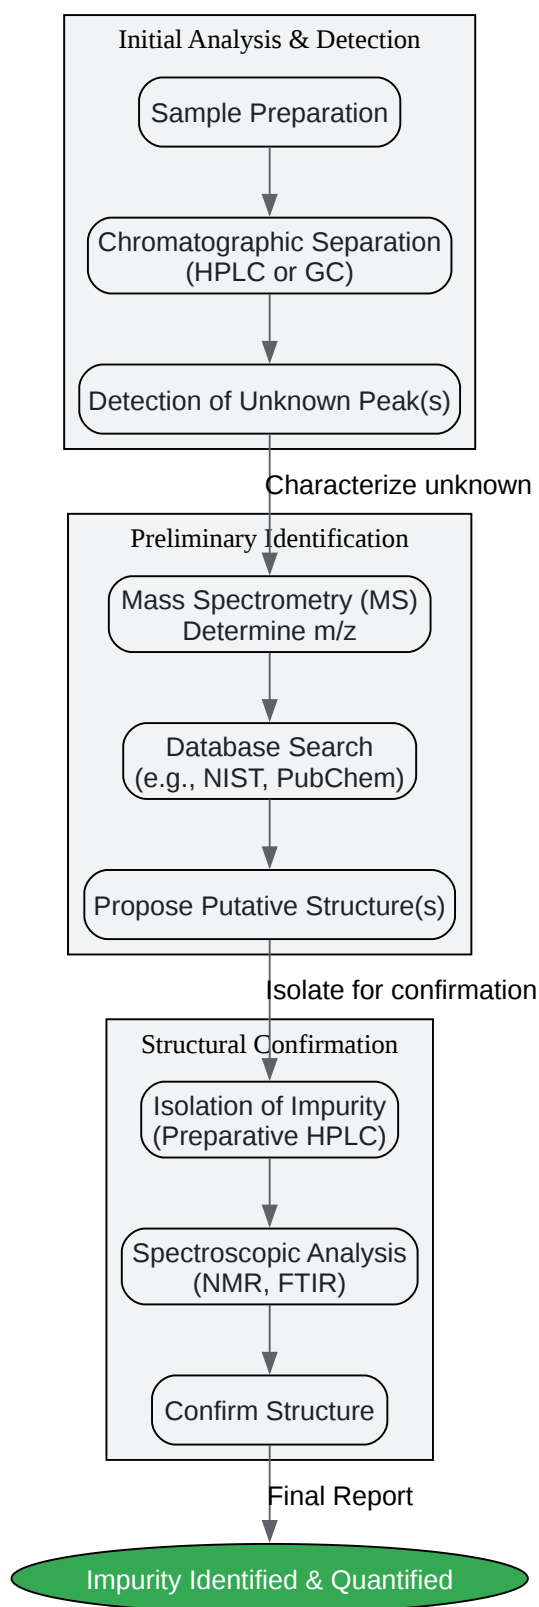 Initial Analysis & Detection
Sample Preparation
Chromatographic Separation
(HPLC or GC)
Detection of Unknown Peak(s)
Characterize unknown
Preliminary Identification
Mass Spectrometry (MS)
Determine m/z
Database Search
(e.g., NIST, PubChem)
Propose Putative Structure(s)
Isolate for confirmation
Structural Confirmation
Isolation of Impurity
(Preparative HPLC)
Spectroscopic Analysis
(NMR, FTIR)
Confirm Structure
Final Report
Impurity Identified & Quantified